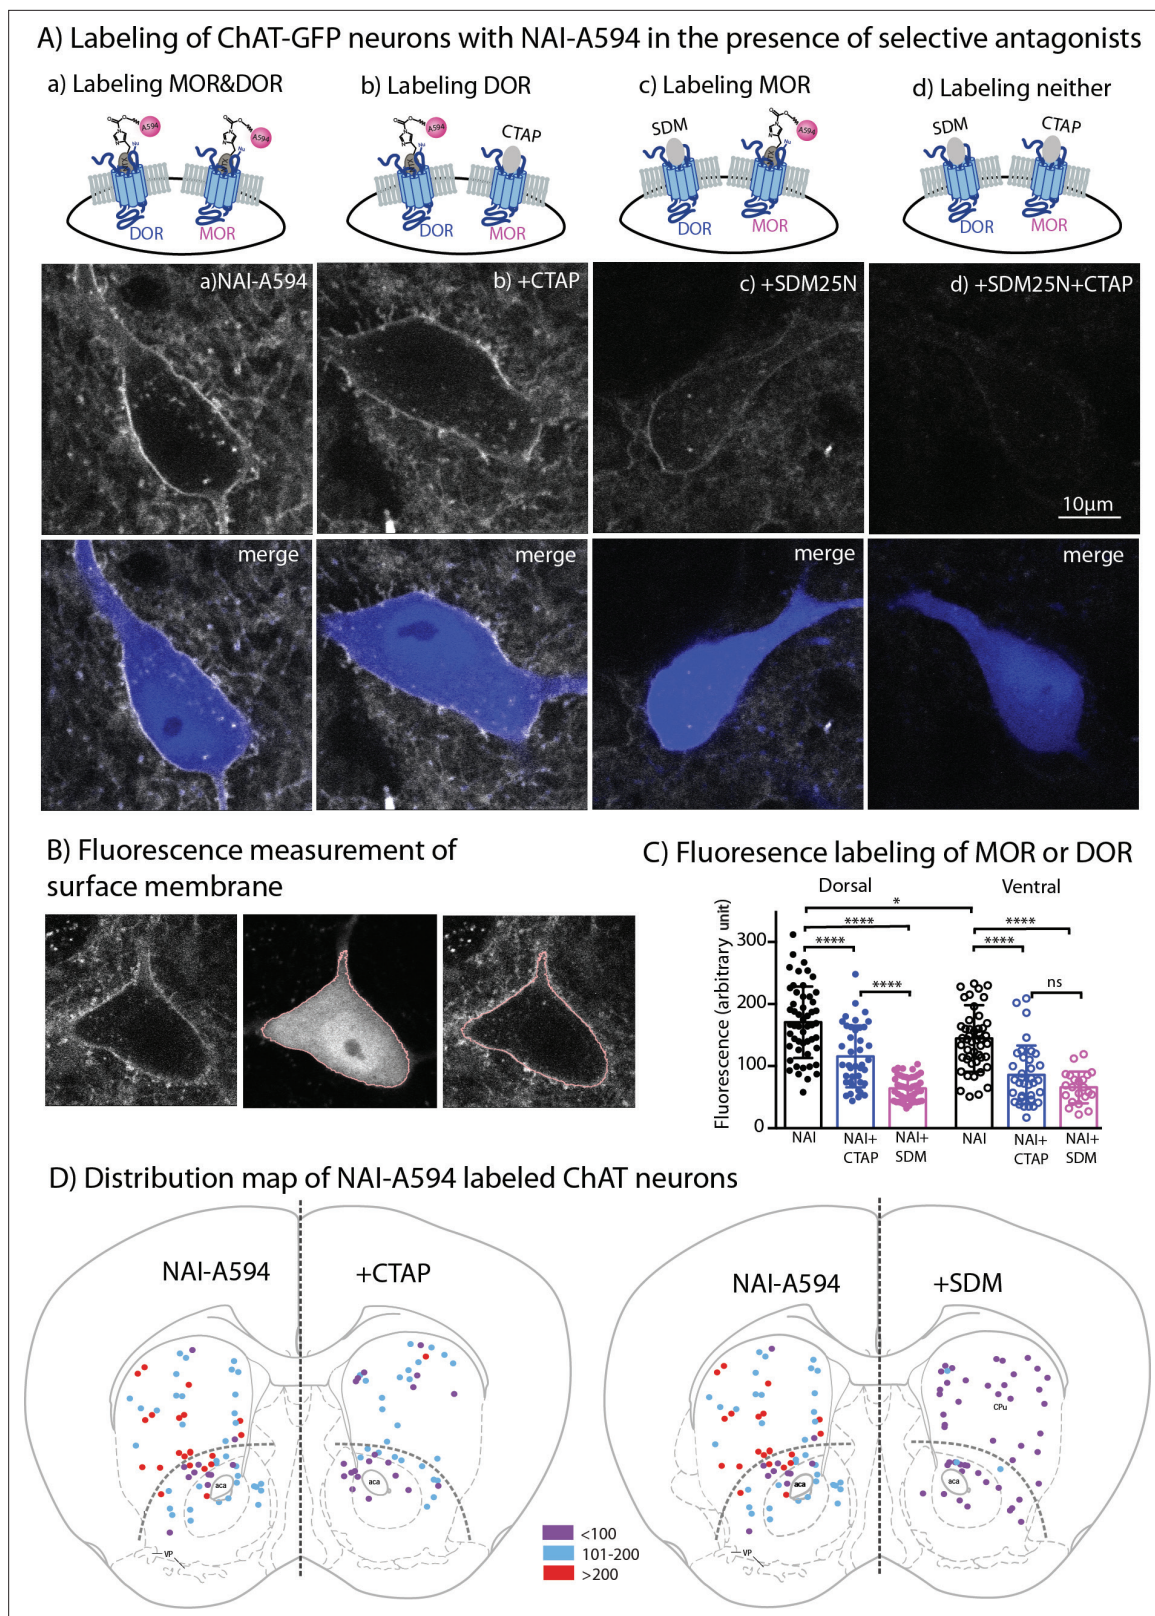 A) Labeling of ChAT-GFP neurons with NAI-A594 in the presence of selective antagonists
a) Labeling MOR&DOR
b) Labeling DOR
c) Labeling MOR
d) Labeling neither
A594
A594
Nu
DOR
MOR
A594
CTAP
DOR
MOR
SDM
A594
DOR
MOR
SDM
CTAP
DOR
MOR
a)NAI-A594
b) +CTAP
c) +SDM25N
d) +SDM25N+CTAP
10μm
merge
merge
merge
merge
B) Fluorescence measurement of
surface membrane
C) Fluoresence labeling of MOR or DOR
Dorsal
Ventral
Fluorescence (arbitrary unit)
300
200
100
0
*
****
****
****
****
****
ns
NAI
NAI+
CTAP
NAI+
SDM
NAI
NAI+
CTAP
NAI+
SDM
D) Distribution map of NAI-A594 labeled ChAT neurons
NAI-A594
+CTAP
NAI-A594
+SDM
CPu
aca
aca
aca
aca
VP
VP
<100
101-200
>200